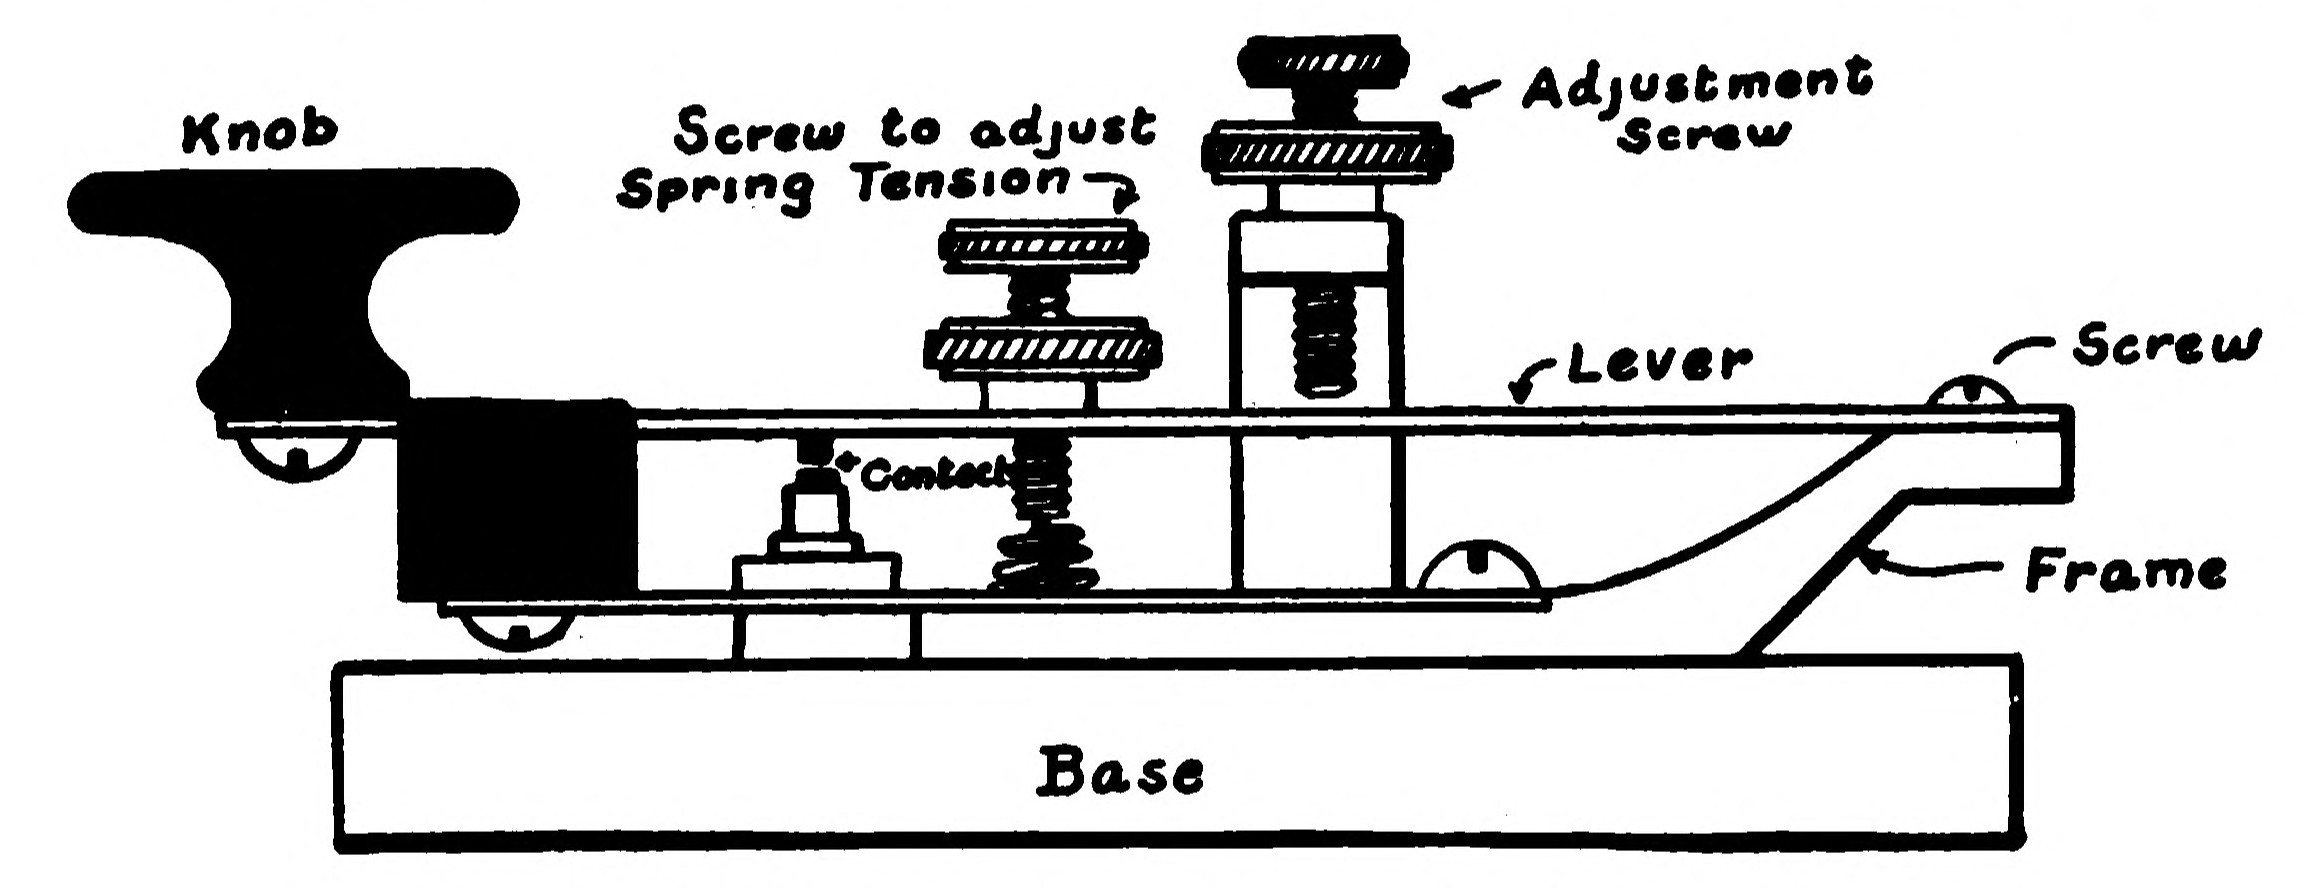 Knob
Screw to adjust
Spring Tension
Adjustment
Screw
Lever
Screw
Contact
Frame
Base